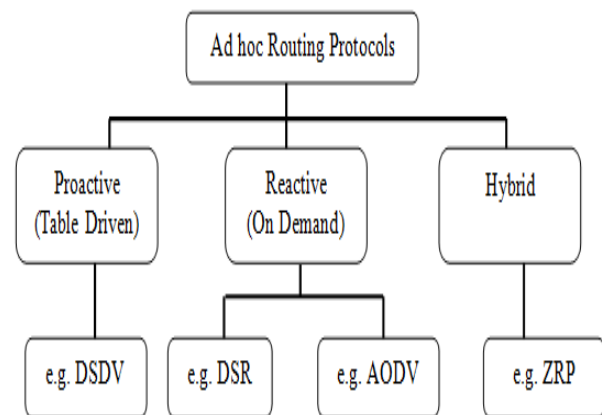 Ad hoc Routing Protocols
Proactive
(Table Driven)
Reactive
(On Demand)
Hybrid
e.g. DSDV
e.g. DSR
e.g. AODV
e.g. ZRP